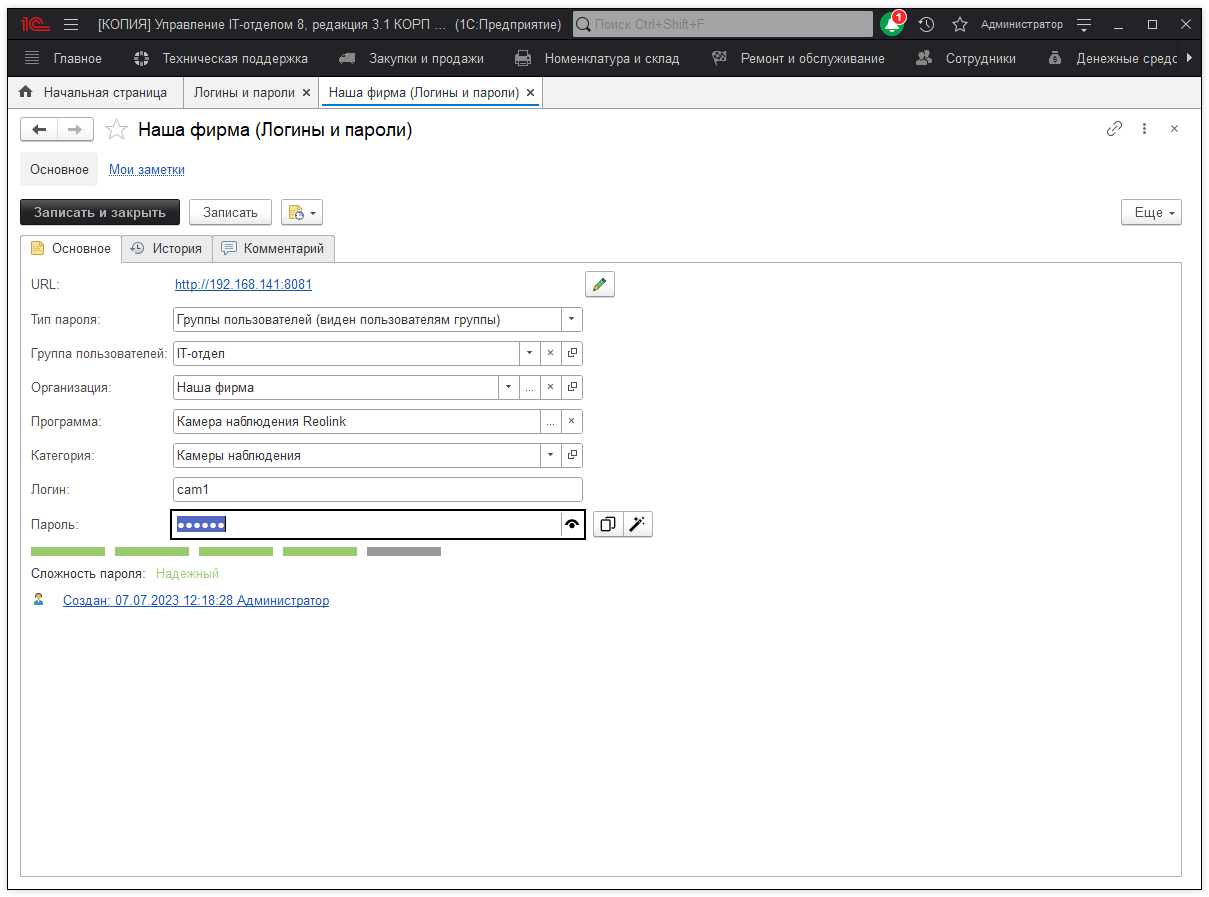 1С [КОПИЯ] Управление IT-отделом 8, редакция 3.1 КОРП ... (1С:Предприятие) Поиск Ctrl+Shift+F 1 Администратор
Главное Техническая поддержка Закупки и продажи Номенклатура и склад Ремонт и обслуживание Сотрудники Денежные средс
Начальная страница Логины и пароли × Наша фирма (Логины и пароли) ×
Наша фирма (Логины и пароли)
Основное Мои заметки
Записать и закрыть Записать Еще
Основное История Комментарий
URL: http://192.168.141:8081
Тип пароля: Группы пользователей (виден пользователям группы)
Группа пользователей: IT-отдел
Организация: Наша фирма ...
Программа: Камера наблюдения Reolink ...
Категория: Камеры наблюдения
Логин: cam1
Пароль: ••••••
Сложность пароля: Надежный
Создан: 07.07.2023 12:18:28 Администратор